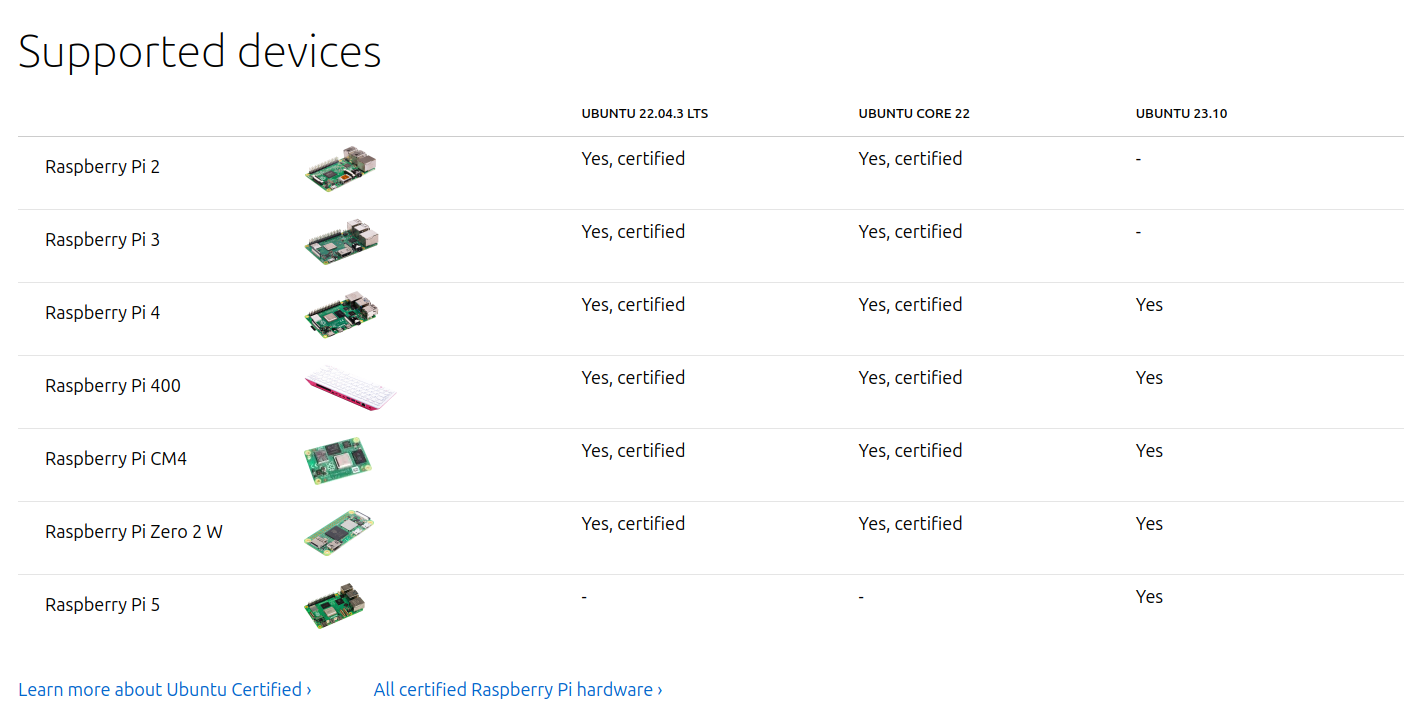 Supported devices
UBUNTU 22.04.3 LTS UBUNTU CORE 22 UBUNTU 23.10
Raspberry Pi 2 Yes, certified Yes, certified -
Raspberry Pi 3 Yes, certified Yes, certified -
Raspberry Pi 4 Yes, certified Yes, certified Yes
Raspberry Pi 400 Yes, certified Yes, certified Yes
Raspberry Pi CM4 Yes, certified Yes, certified Yes
Raspberry Pi Zero 2 W Yes, certified Yes, certified Yes
Raspberry Pi 5 - - Yes
Learn more about Ubuntu Certified › All certified Raspberry Pi hardware ›